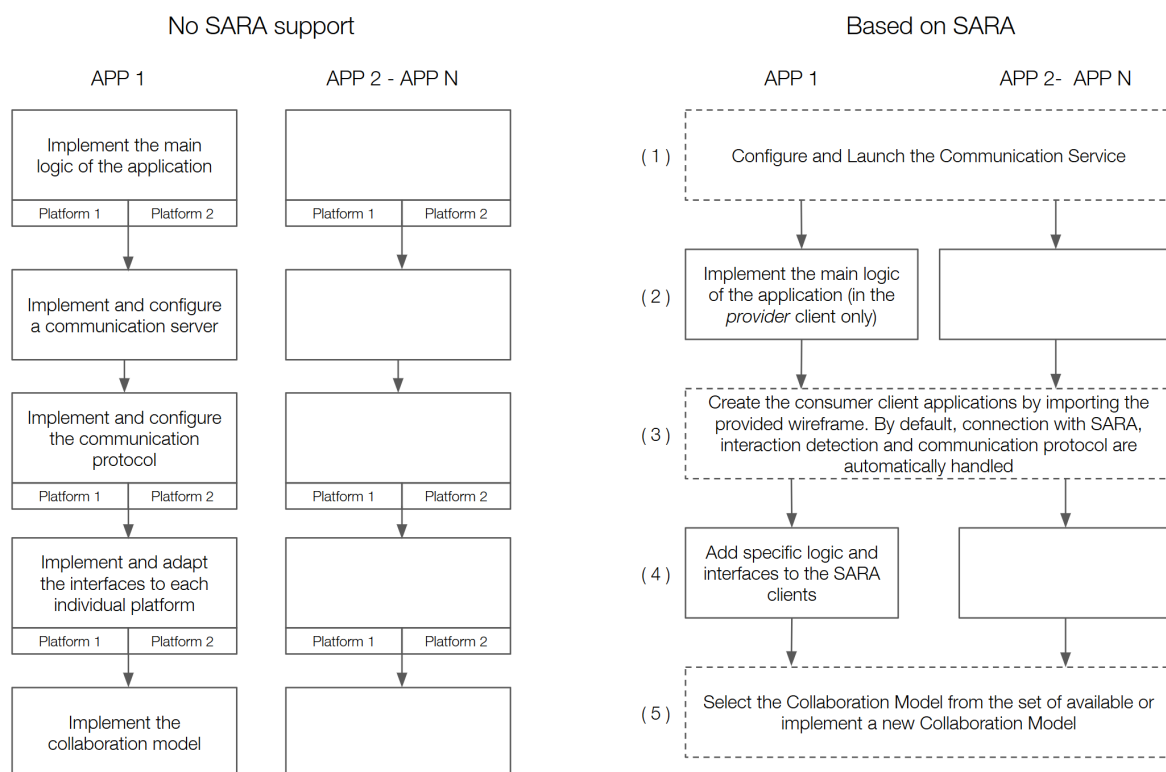 No SARA support
APP 1
APP 2 - APP N
Implement the main
logic of the application
Platform 1
Platform 2
Platform 1
Platform 2
Implement and configure
a communication server
Implement and configure
the communication
protocol
Platform 1
Platform 2
Platform 1
Platform 2
Implement and adapt
the interfaces to each
individual platform
Platform 1
Platform 2
Platform 1
Platform 2
Implement the
collaboration model
Based on SARA
APP 1
APP 2- APP N
( 1 )
Configure and Launch the Communication Service
( 2 )
Implement the main logic
of the application (in the
provider client only)
( 3 )
Create the consumer client applications by importing the
provided wireframe. By default, connection with SARA,
interaction detection and communication protocol are
automatically handled
( 4 )
Add specific logic and
interfaces to the SARA
clients
( 5 )
Select the Collaboration Model from the set of available or
implement a new Collaboration Model